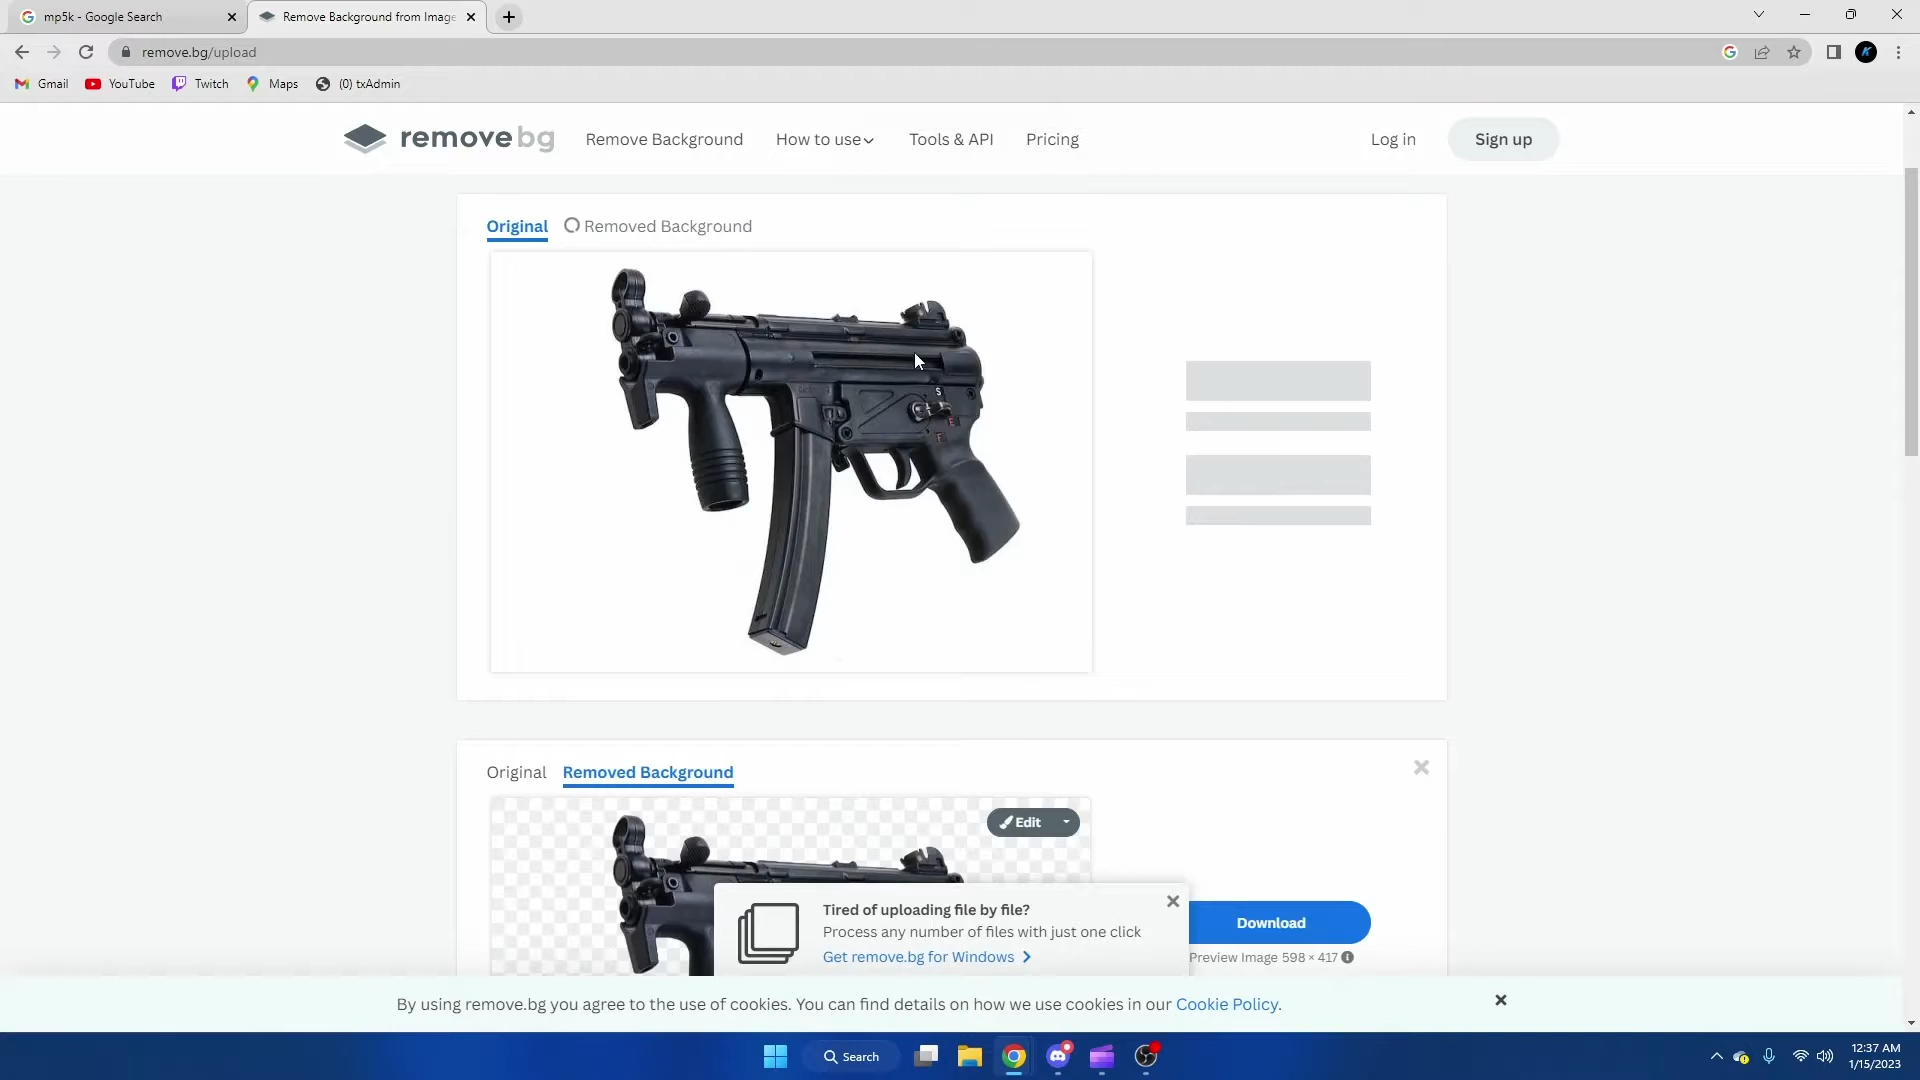 mp5k - Google Search
Remove Background from Image
remove.bg/upload
Gmail
YouTube
Twitch
Maps
(0) txAdmin
removebg
Remove Background
How to use
Tools & API
Pricing
Log in
Sign up
Original
Removed Background
S
E
F
Original
Removed Background
Edit
Tired of uploading file by file?
Process any number of files with just one click
Get remove.bg for Windows
Download
Preview Image 598 × 417
By using remove.bg you agree to the use of cookies. You can find details on how we use cookies in our Cookie Policy.
Search
12:37 AM
1/15/2023